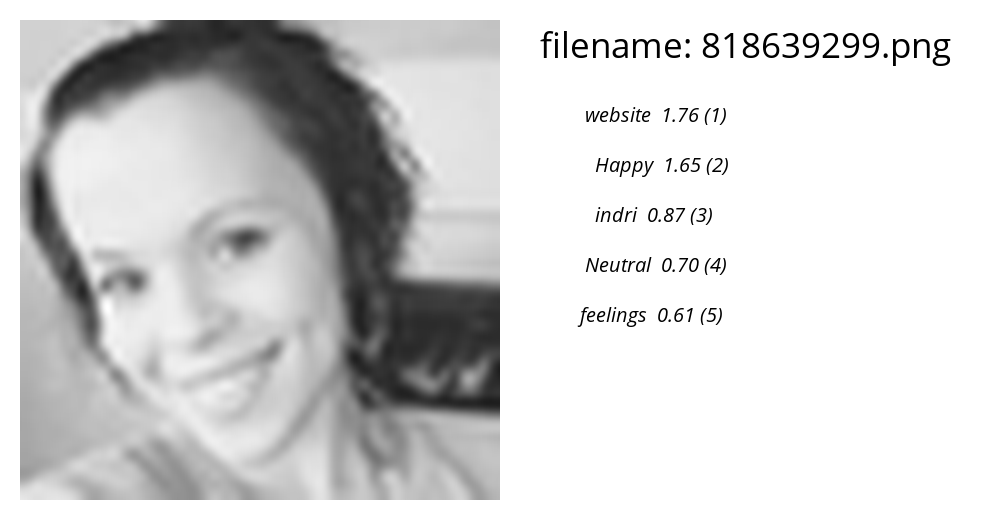 filename: 818639299.png
website 1.76 (1)
Happy 1.65 (2)
indri 0.87 (3)
Neutral 0.70 (4)
feelings 0.61 (5)